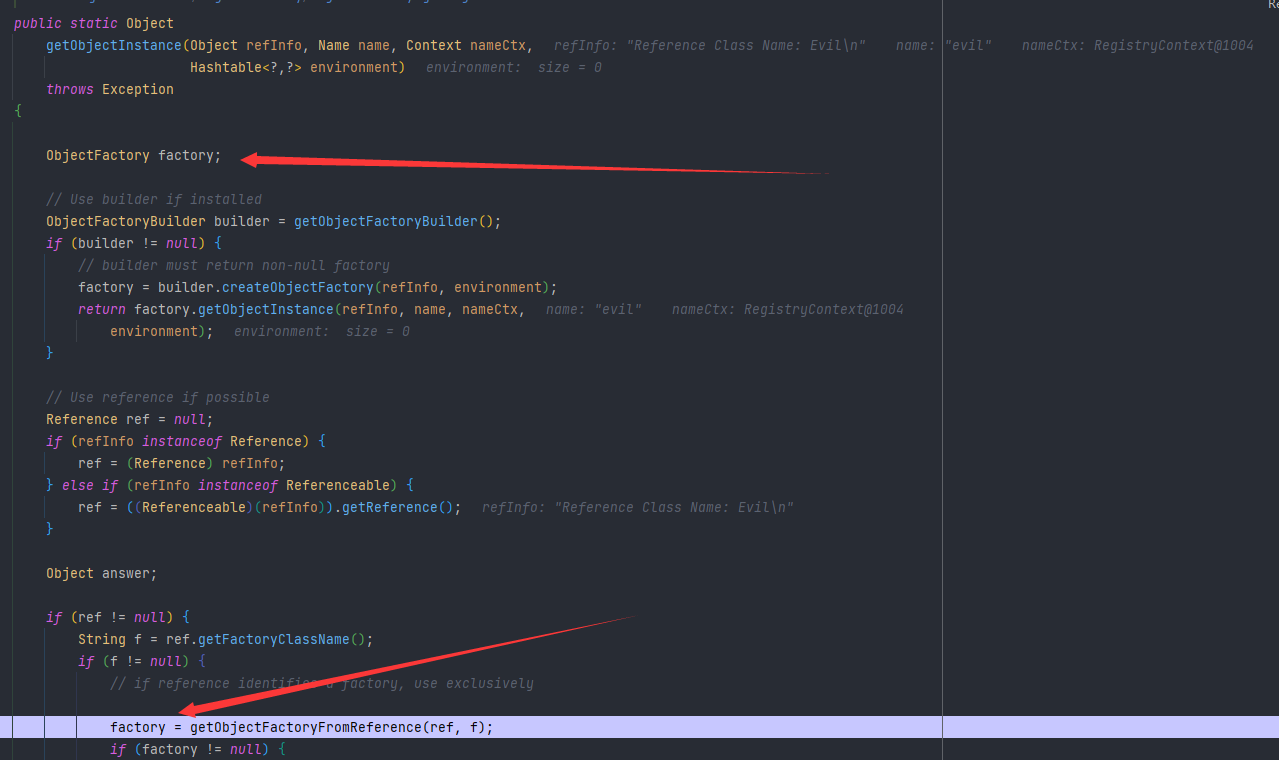 Re
public static Object
    getObjectInstance(Object refInfo, Name name, Context nameCtx,   refInfo: "Reference Class Name: Evil\n"    name: "evil"    nameCtx: RegistryContext@1004
                      Hashtable<?,?> environment)   environment:  size = 0
    throws Exception
{
    ObjectFactory factory;
    // Use builder if installed
    ObjectFactoryBuilder builder = getObjectFactoryBuilder();
    if (builder != null) {
        // builder must return non-null factory
        factory = builder.createObjectFactory(refInfo, environment);
        return factory.getObjectInstance(refInfo, name, nameCtx,   name: "evil"    nameCtx: RegistryContext@1004
            environment);   environment:  size = 0
    }
    // Use reference if possible
    Reference ref = null;
    if (refInfo instanceof Reference) {
        ref = (Reference) refInfo;
    } else if (refInfo instanceof Referenceable) {
        ref = ((Referenceable)(refInfo)).getReference();   refInfo: "Reference Class Name: Evil\n"
    }
    Object answer;
    if (ref != null) {
        String f = ref.getFactoryClassName();
        if (f != null) {
            // if reference identifies a factory, use exclusively
            factory = getObjectFactoryFromReference(ref, f);
            if (factory != null) {